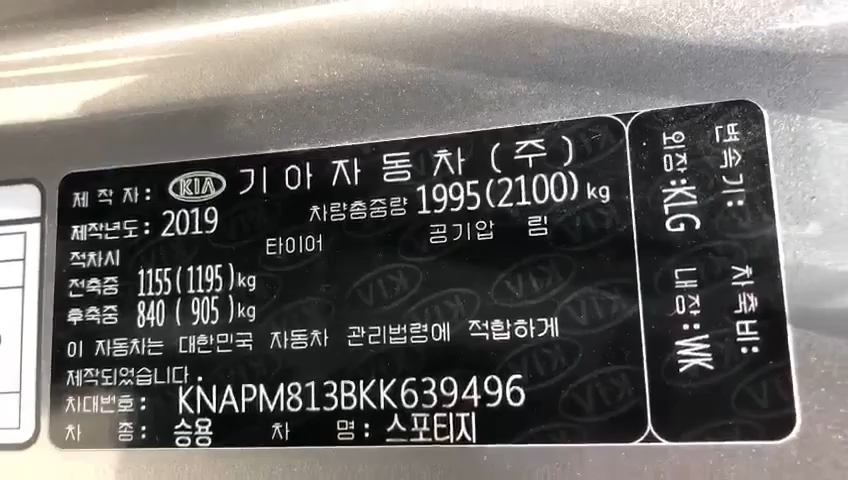 제 작 자: KIA 기 아 자 동 차 (주)
제작년도: 2019 차량총중량 1995(2100)kg
적차시 타이어 공기압 림
전축중 1155(1195)kg
후축중 840 ( 905)kg
이 자동차는 대한민국 자동차 관리법령에 적합하게
제작되었습니다.
차대번호: KNAPM813BKK639496
차 종: 승용 차 명: 스포티지
변속기: 차축비:
외장:KLG 내장:WK